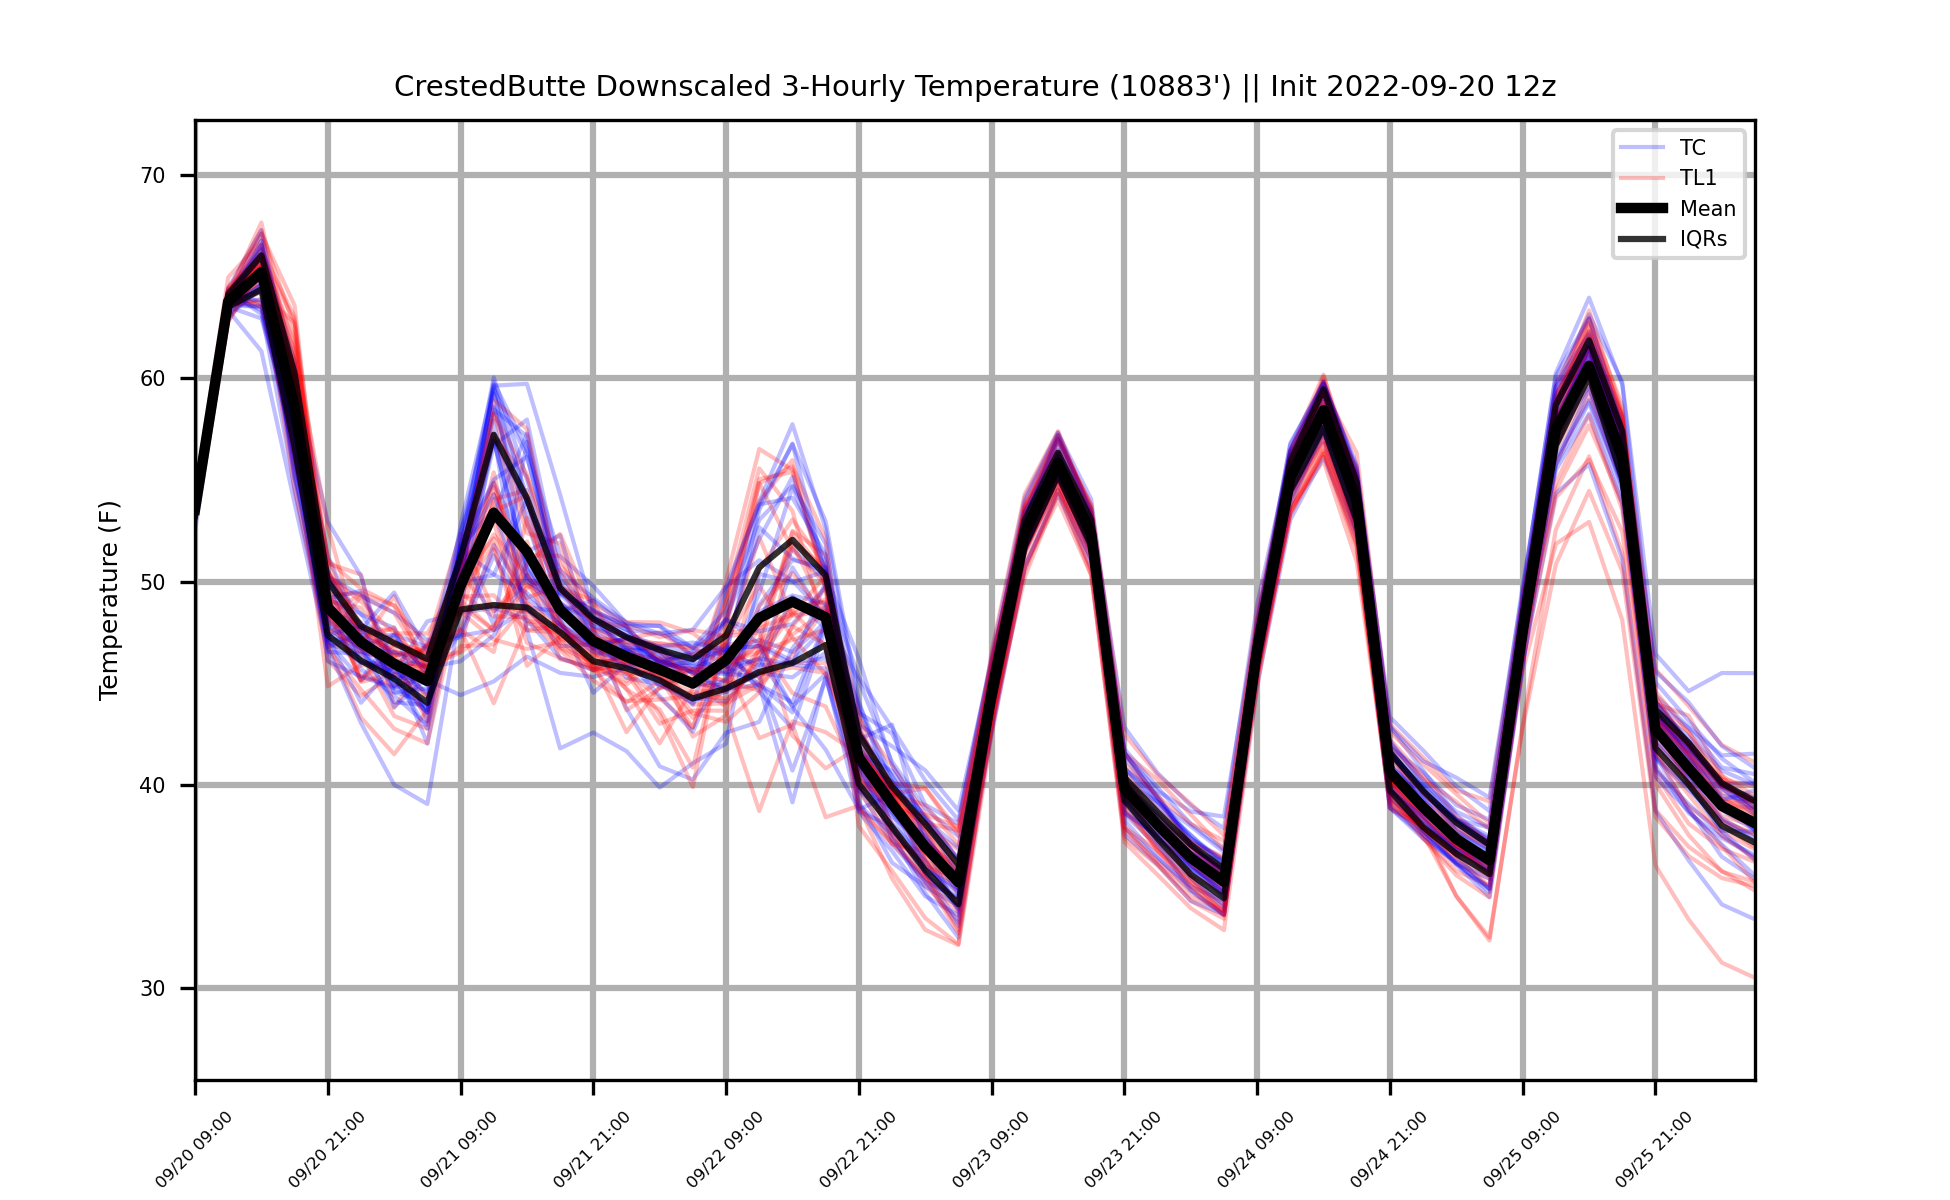 CrestedButte Downscaled 3-Hourly Temperature (10883') || Init 2022-09-20 12z
TC
TL1
Mean
IQRs
Temperature (F)
70
60
50
40
30
09/20 09:00
09/20 21:00
09/21 09:00
09/21 21:00
09/22 09:00
09/22 21:00
09/23 09:00
09/23 21:00
09/24 09:00
09/24 21:00
09/25 09:00
09/25 21:00